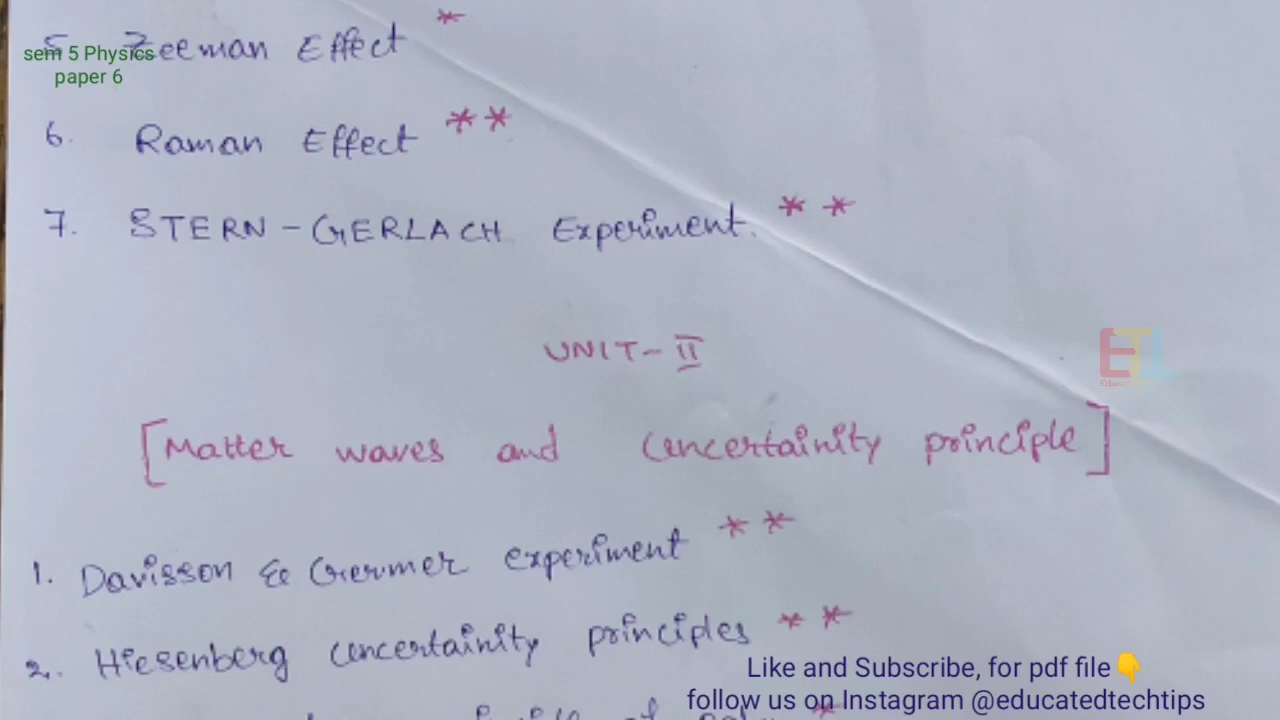 5. Zeeman Effect *
sem 5 Physics
paper 6
6. Raman Effect **
7. STERN-GERLACH Experiment. **
UNIT-II
[Matter waves and uncertainity principle]
1. Davisson & Germer experiment **
2. Hiesenberg uncertainity principles **
Like and Subscribe, for pdf file👇
follow us on Instagram @educatedtechtips
ETL